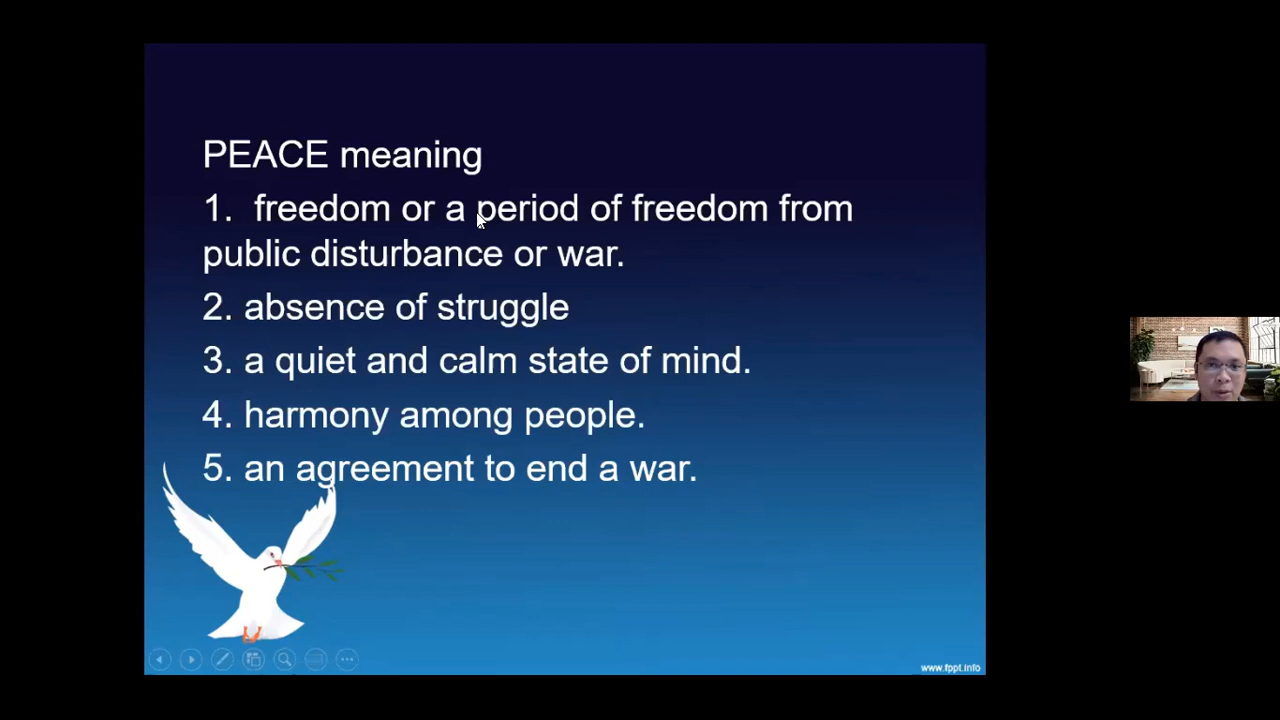 PEACE meaning
1. freedom or a period of freedom from
public disturbance or war.
2. absence of struggle
3. a quiet and calm state of mind.
4. harmony among people.
5. an agreement to end a war.
www.fppt.info